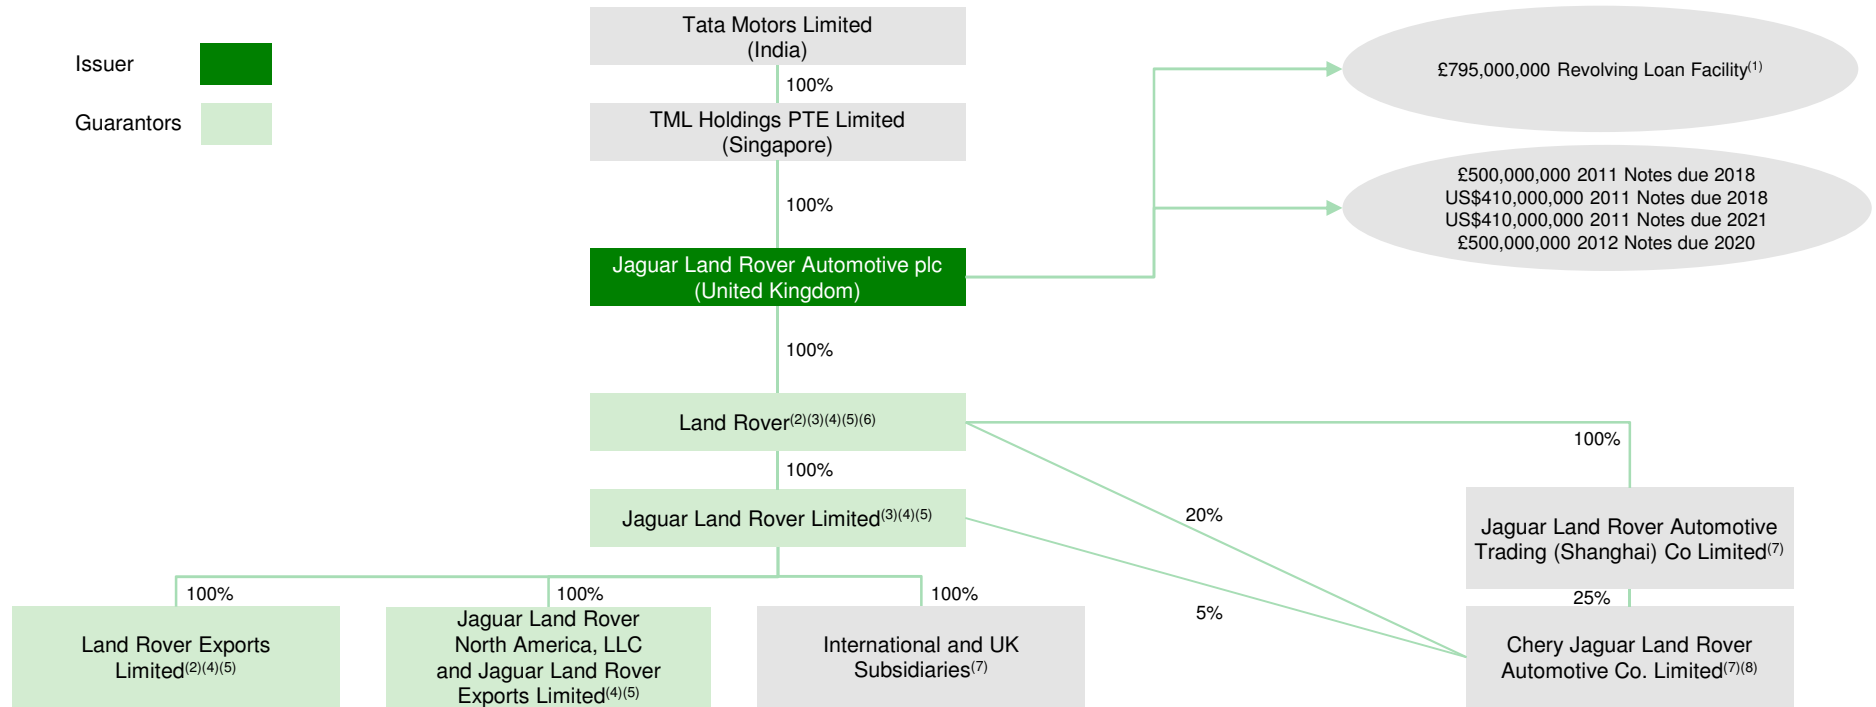 Tata Motors Limited
(India)
Issuer
£795,000,000 Revolving Loan Facility(1)
100%
Guarantors
TML Holdings PTE Limited
(Singapore)
£500,000,000 2011 Notes due 2018
US$410,000,000 2011 Notes due 2018
US$410,000,000 2011 Notes due 2021
£500,000,000 2012 Notes due 2020
100%
Jaguar Land Rover Automotive plc
(United Kingdom)
100%
Land Rover(2)(3)(4)(5)(6)
100%
100%
Jaguar Land Rover Limited(3)(4)(5)
20%
Jaguar Land Rover Automotive
Trading (Shanghai) Co Limited(7)
100%
100%
100%
5%
25%
Land Rover Exports
Limited(2)(4)(5)
Jaguar Land Rover
North America, LLC
and Jaguar Land Rover
Exports Limited(4)(5)
International and UK
Subsidiaries(7)
Chery Jaguar Land Rover
Automotive Co. Limited(7)(8)